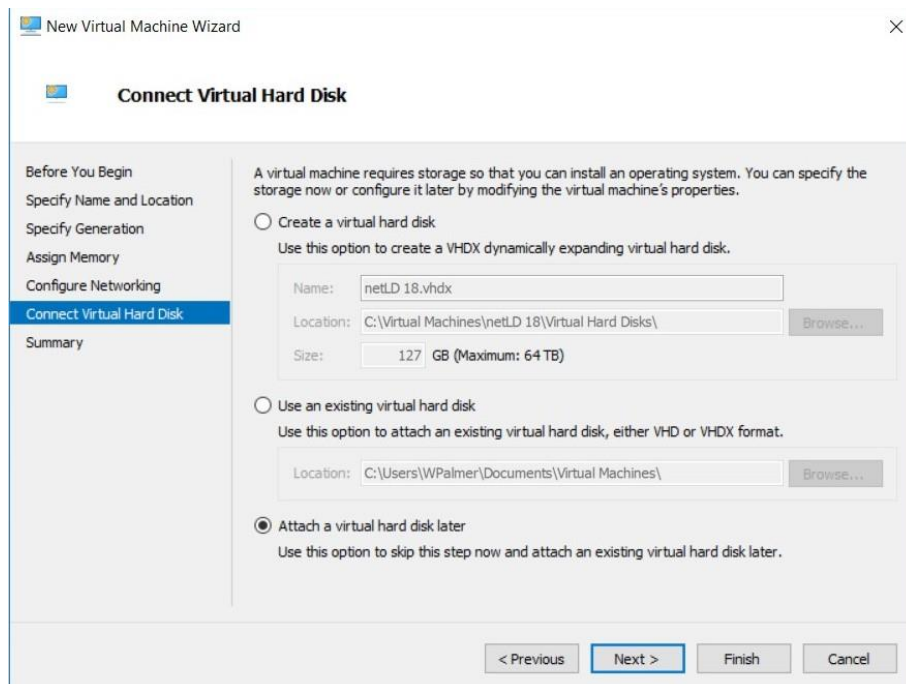 New Virtual Machine Wizard
Connect Virtual Hard Disk
Before You Begin
Specify Name and Location
Specify Generation
Assign Memory
Configure Networking
Connect Virtual Hard Disk
Summary
A virtual machine requires storage so that you can install an operating system. You can specify the
storage now or configure it later by modifying the virtual machine's properties.
Create a virtual hard disk
Use this option to create a VHDX dynamically expanding virtual hard disk.
Name: netLD 18.vhdx
Location: C:\Virtual Machines\netLD 18\Virtual Hard Disks\ Browse...
Size: 127 GB (Maximum: 64 TB)
Use an existing virtual hard disk
Use this option to attach an existing virtual hard disk, either VHD or VHDX format.
Location: C:\Users\WPalmer\Documents\Virtual Machines\ Browse...
Attach a virtual hard disk later
Use this option to skip this step now and attach an existing virtual hard disk later.
< Previous Next > Finish Cancel